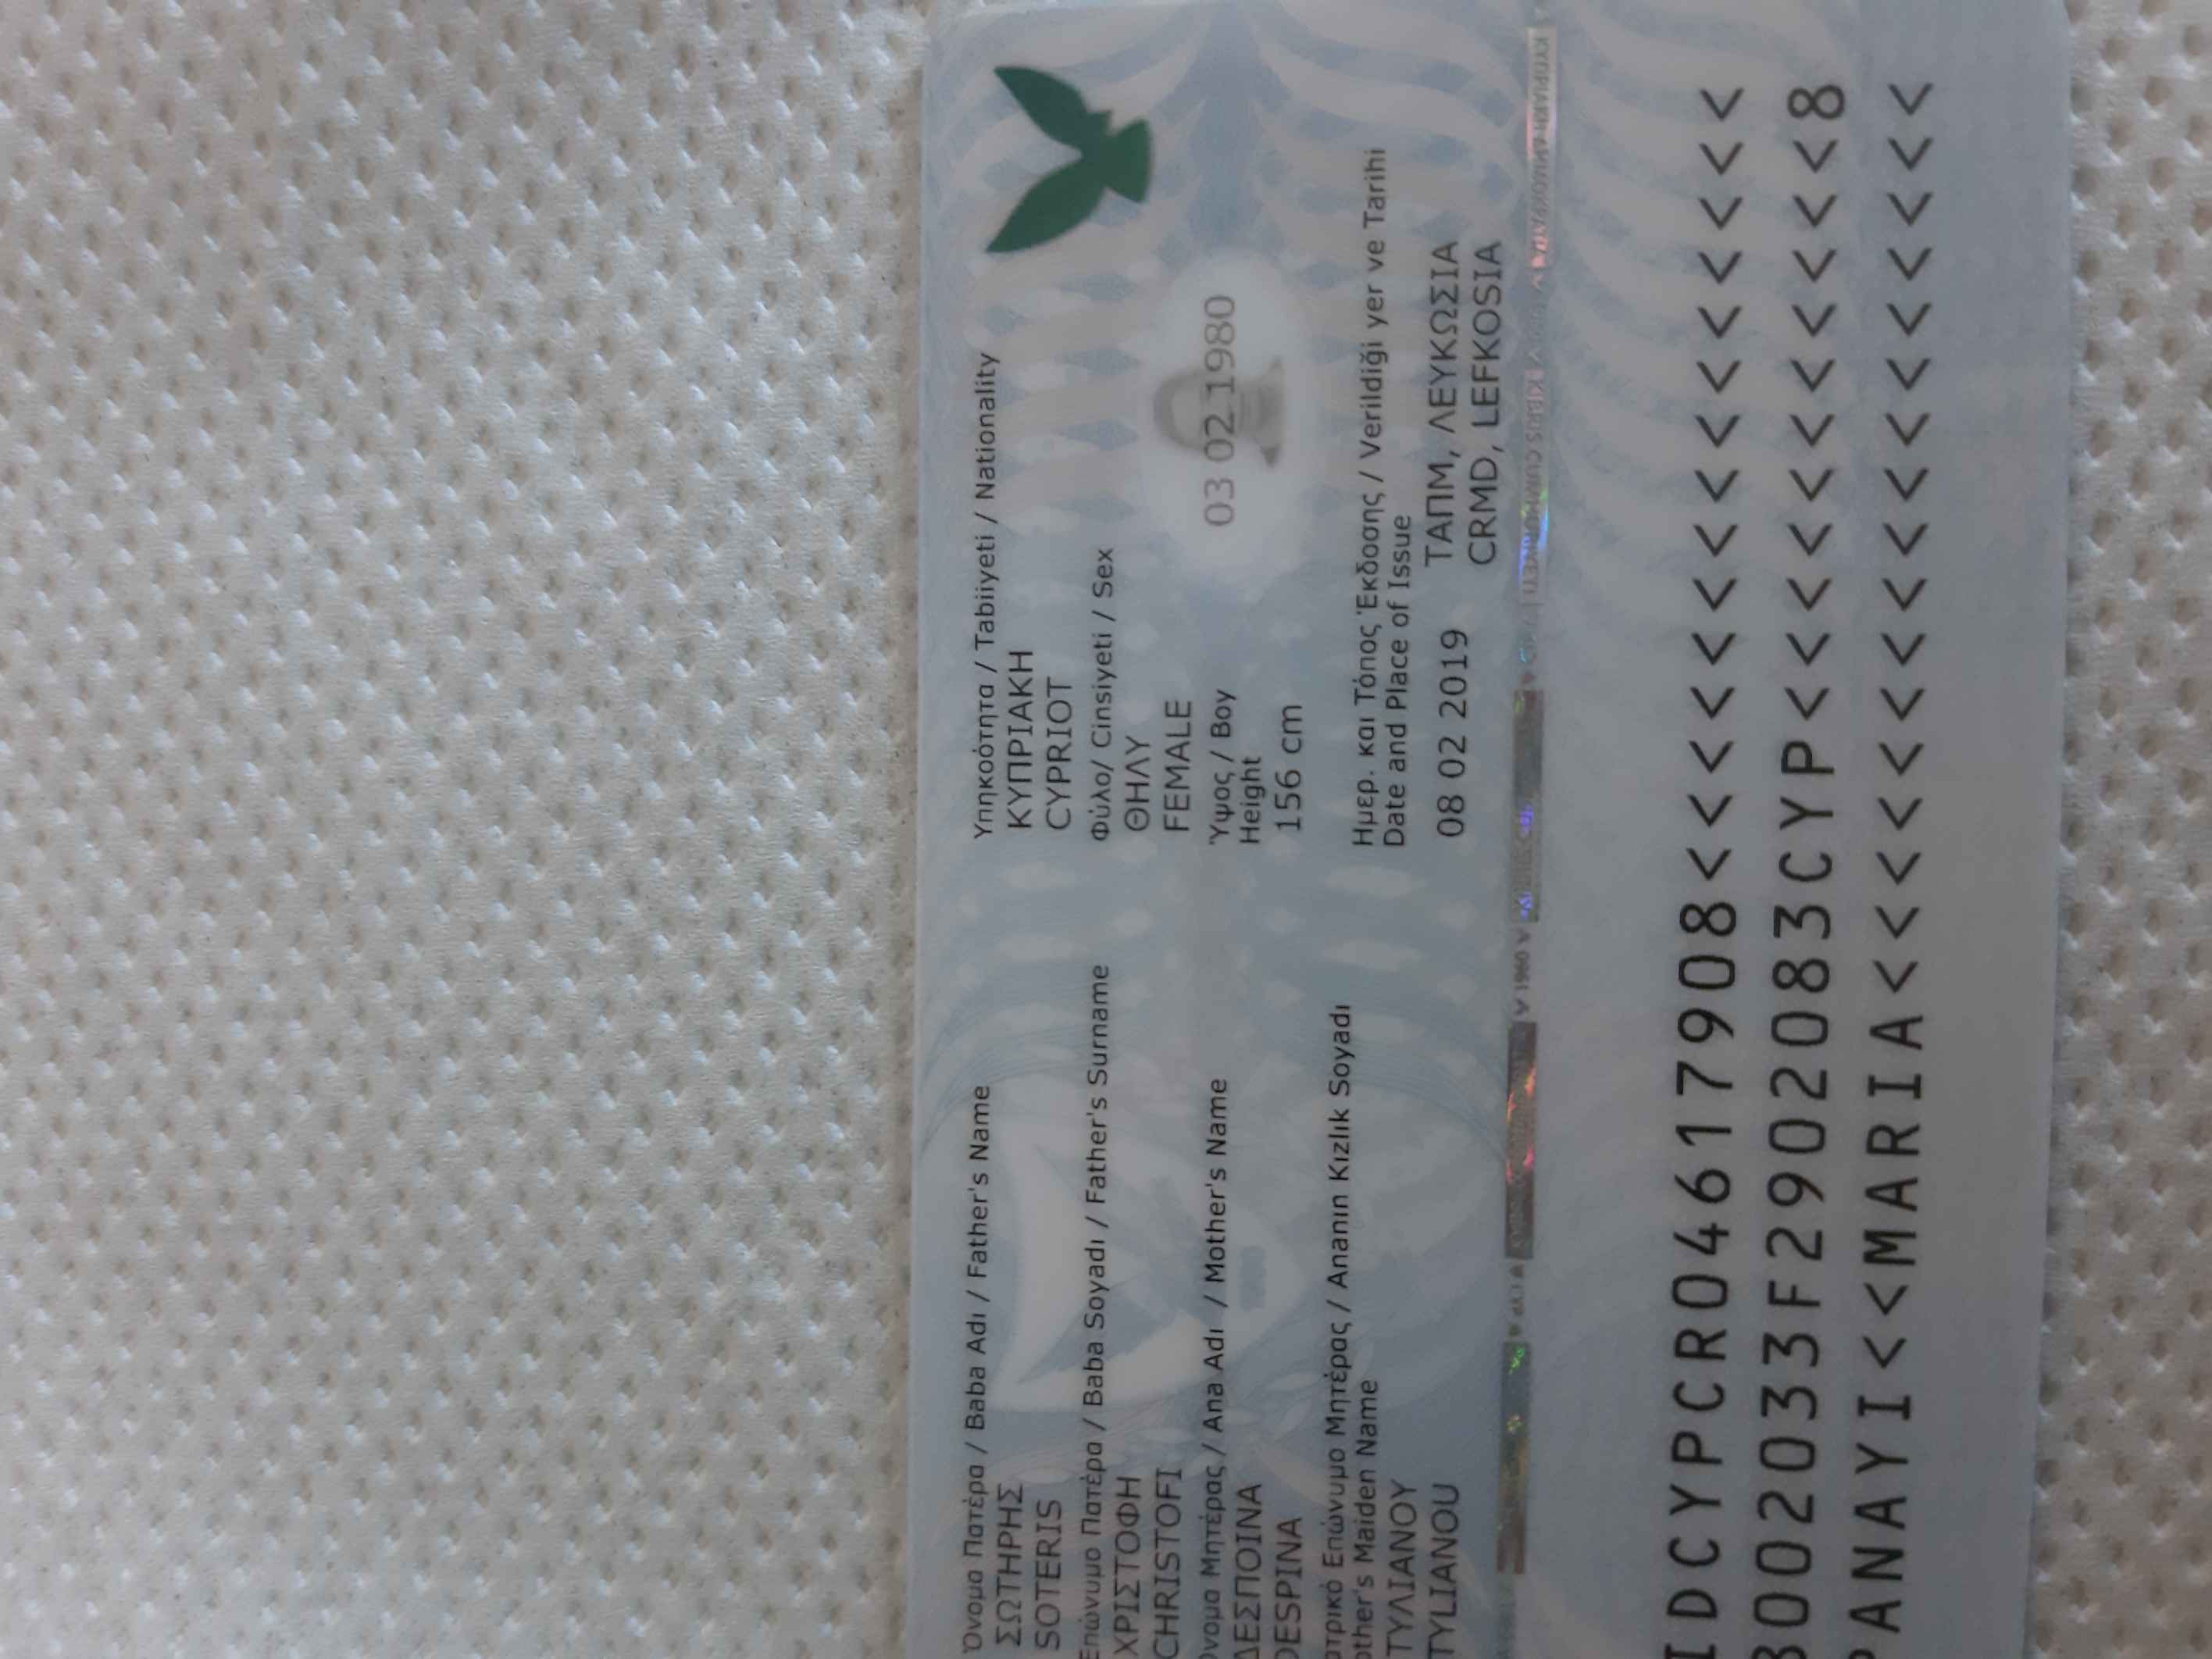 Όνομα Πατέρα / Baba Adı / Father's Name
ΣΩΤΗΡΗΣ
SOTERIS
Επώνυμο Πατέρα / Baba Soyadı / Father's Surname
ΧΡΙΣΤΟΦΗ
CHRISTOFI
Όνομα Μητέρας / Ana Adı / Mother's Name
ΔΕΣΠΟΙΝΑ
DESPINA
ατρικό Επώνυμο Μητέρας / Ananın Kızlık Soyadı
other's Maiden Name
ΤΥΛΙΑΝΟΥ
TYLIANOU
Υπηκοότητα / Tabiiyeti / Nationality
ΚΥΠΡΙΑΚΗ
CYPRIOT
Φύλο/ Cinsiyeti / Sex
ΘΗΛΥ
FEMALE
Ύψος / Boy
Height
156 cm
03 02 1980
Ημερ. και Τόπος Έκδοσης / Verildiği yer ve Tarihi
Date and Place of Issue
08 02 2019 ΤΑΠΜ, ΛΕΥΚΩΣΙΑ
CRMD, LEFKOSIA
IDCYPCR04617908<<<<<<<<<<<<<<<
8002033F2902083CYP<<<<<<<<<<<8
PANAYI<<MARIA<<<<<<<<<<<<<<<<<